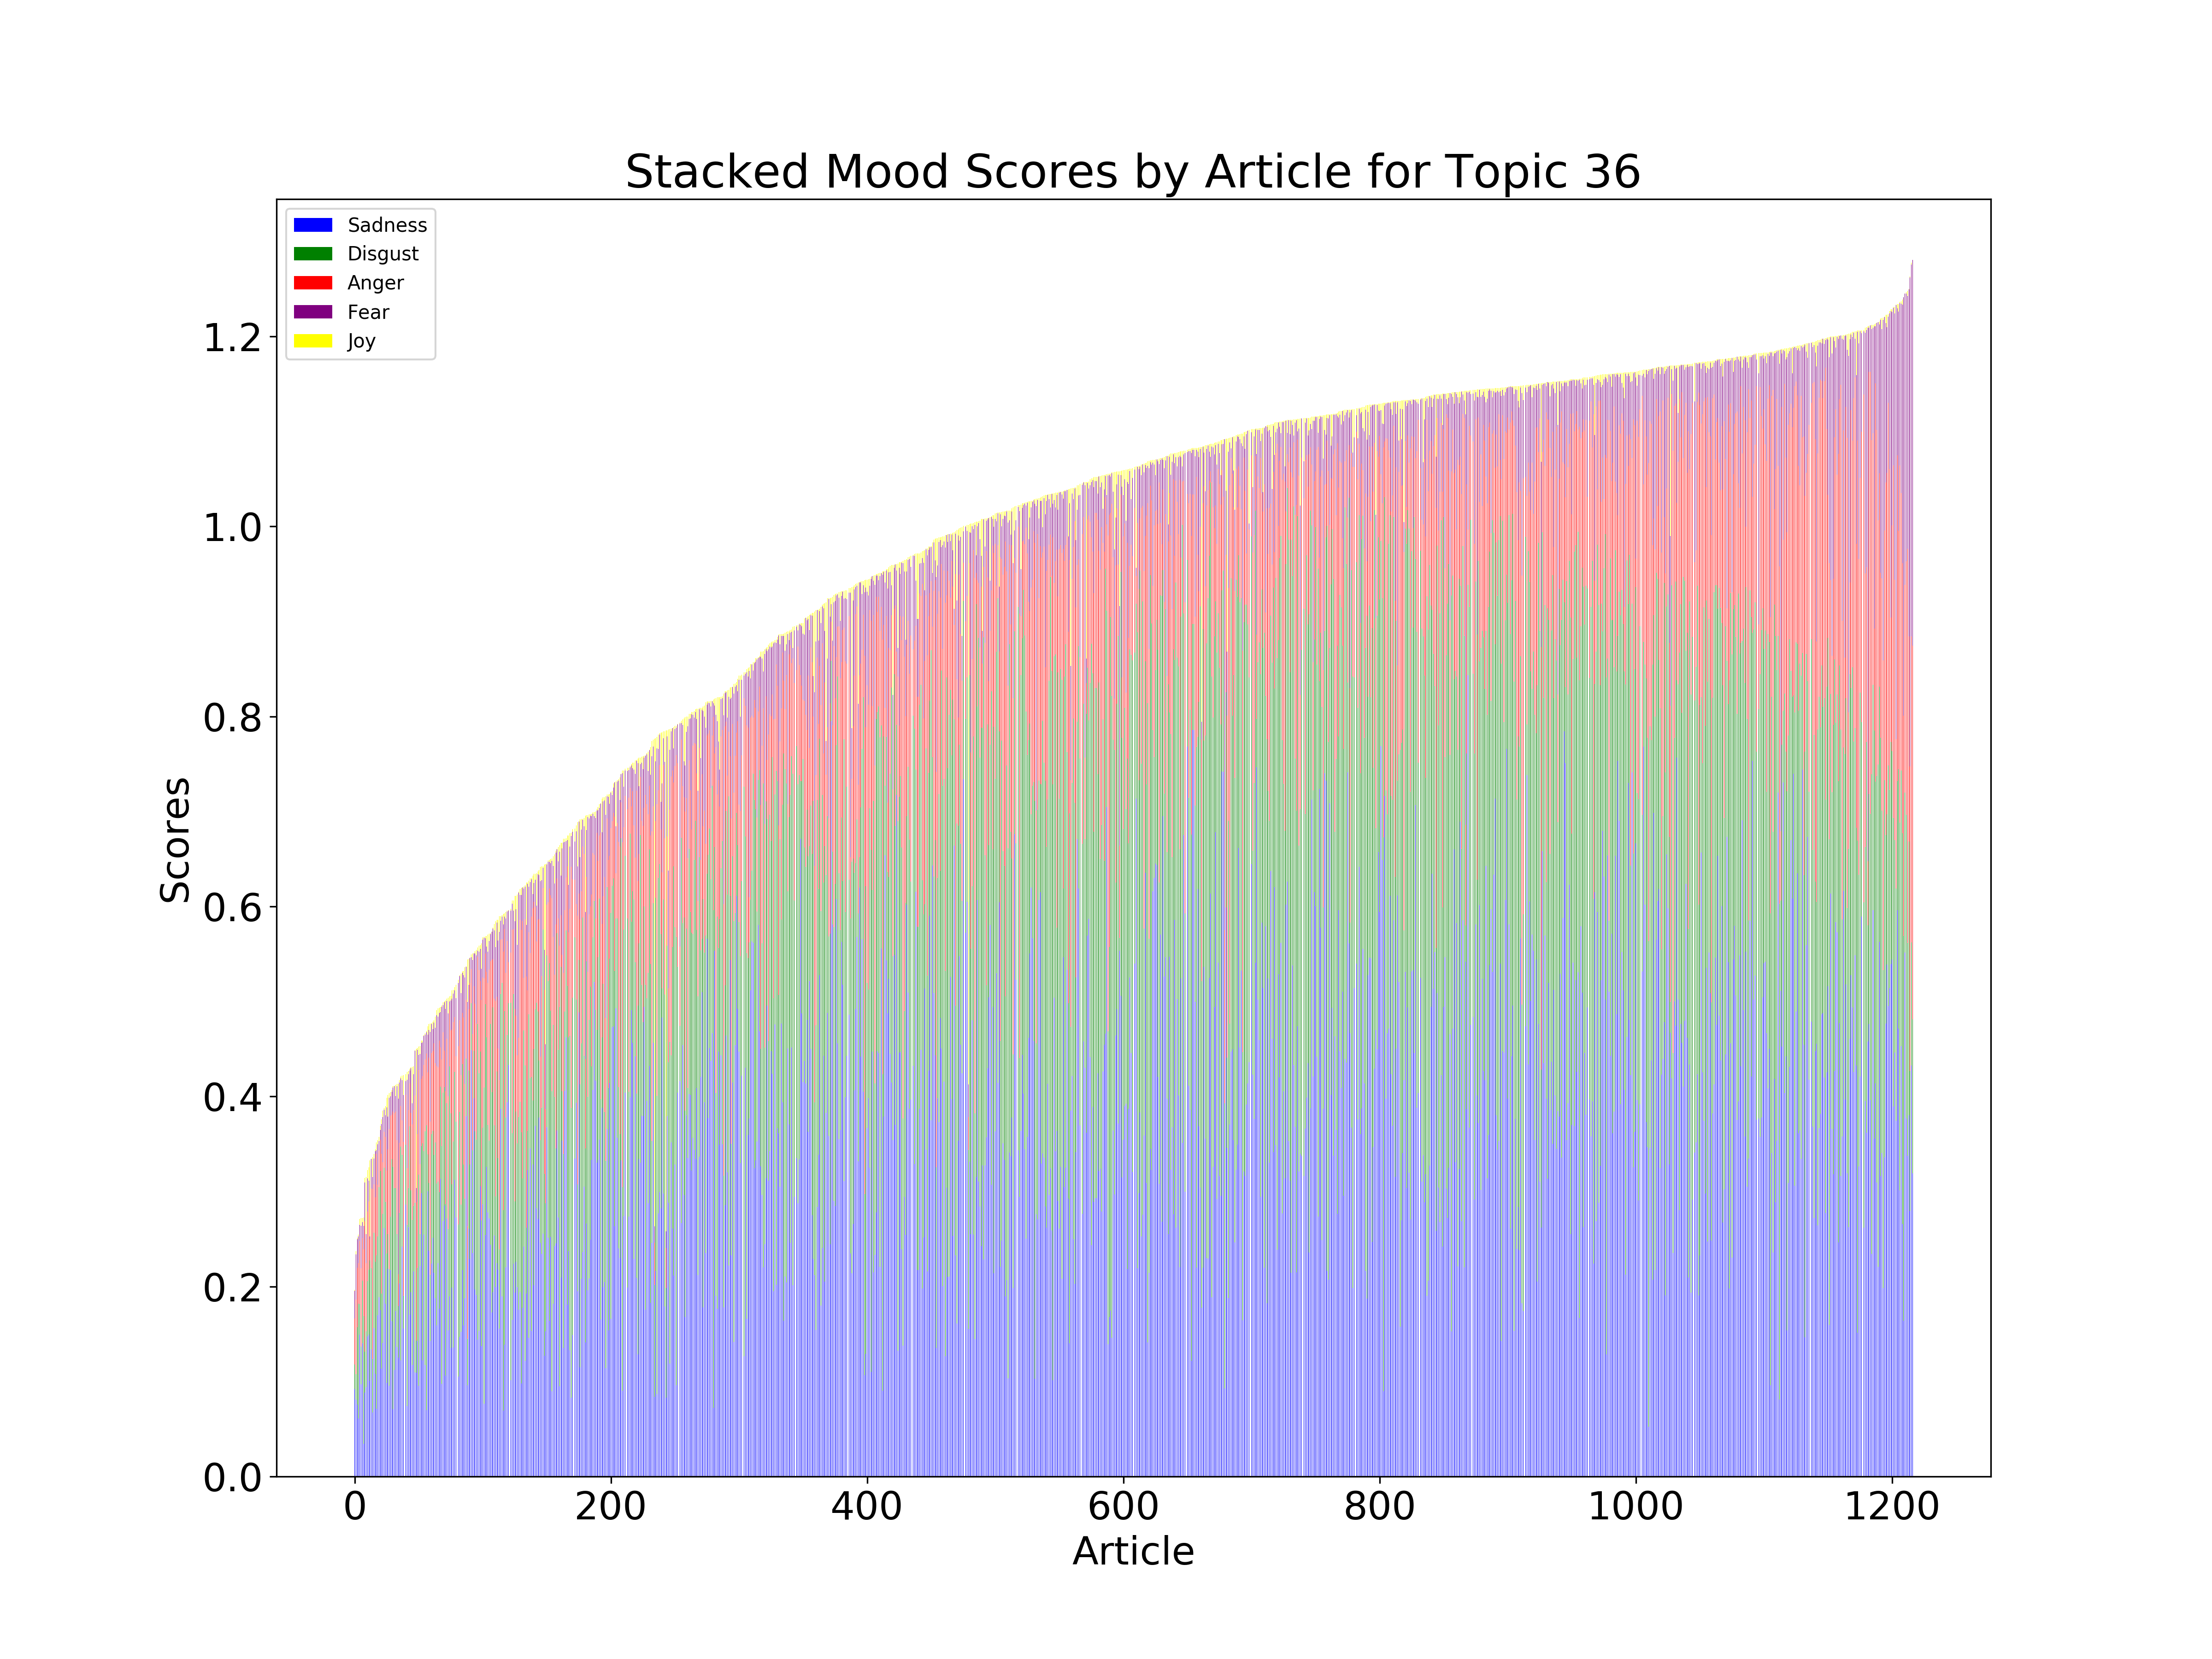 Stacked Mood Scores by Article for Topic 36
Sadness
Disgust
Anger
Fear
Joy
Scores
1.2
1.0
0.8
0.6
0.4
0.2
0.0
0 200 400 600 800 1000 1200
Article